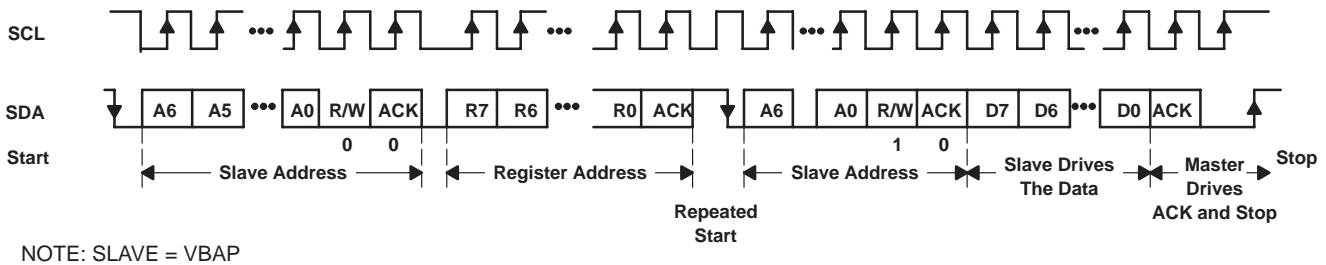 SCL
•••
•••
•••
•••
SDA
A6 A5 ••• A0 R/W ACK R7 R6 ••• R0 ACK A6 A0 R/W ACK D7 D6 ••• D0 ACK
0 0 1 0
Start
Slave Address
Register Address
Repeated
Start
Slave Address
Slave Drives
The Data
Master
Drives
ACK and Stop
Stop
NOTE: SLAVE = VBAP